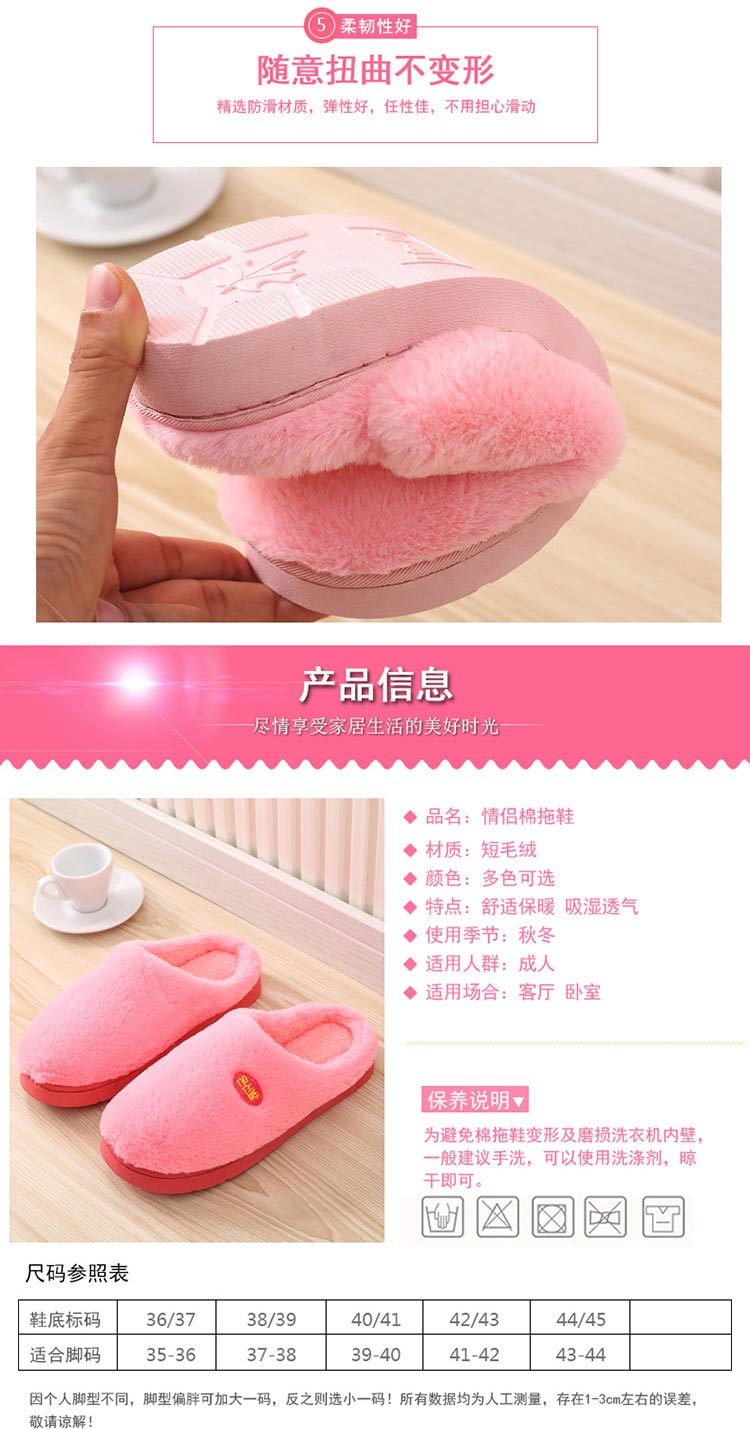 5 柔韧性好
随意扭曲不变形
精选防滑材质，弹性好，任性佳，不用担心滑动
产品信息
尽情享受家居生活的美好时光
品名：情侣棉拖鞋
材质：短毛绒
颜色：多色可选
特点：舒适保暖 吸湿透气
使用季节：秋冬
适用人群：成人
适用场合：客厅 卧室
保养说明
为避免棉拖鞋变形及磨损洗衣机内壁，
一般建议手洗，可以使用洗涤剂，晾
干即可。
尺码参照表
鞋底标码 36/37 38/39 40/41 42/43 44/45
适合脚码 35-36 37-38 39-40 41-42 43-44
因个人脚型不同，脚型偏胖可加大一码，反之则选小一码！所有数据均为人工测量，存在1-3cm左右的误差，
敬请谅解！